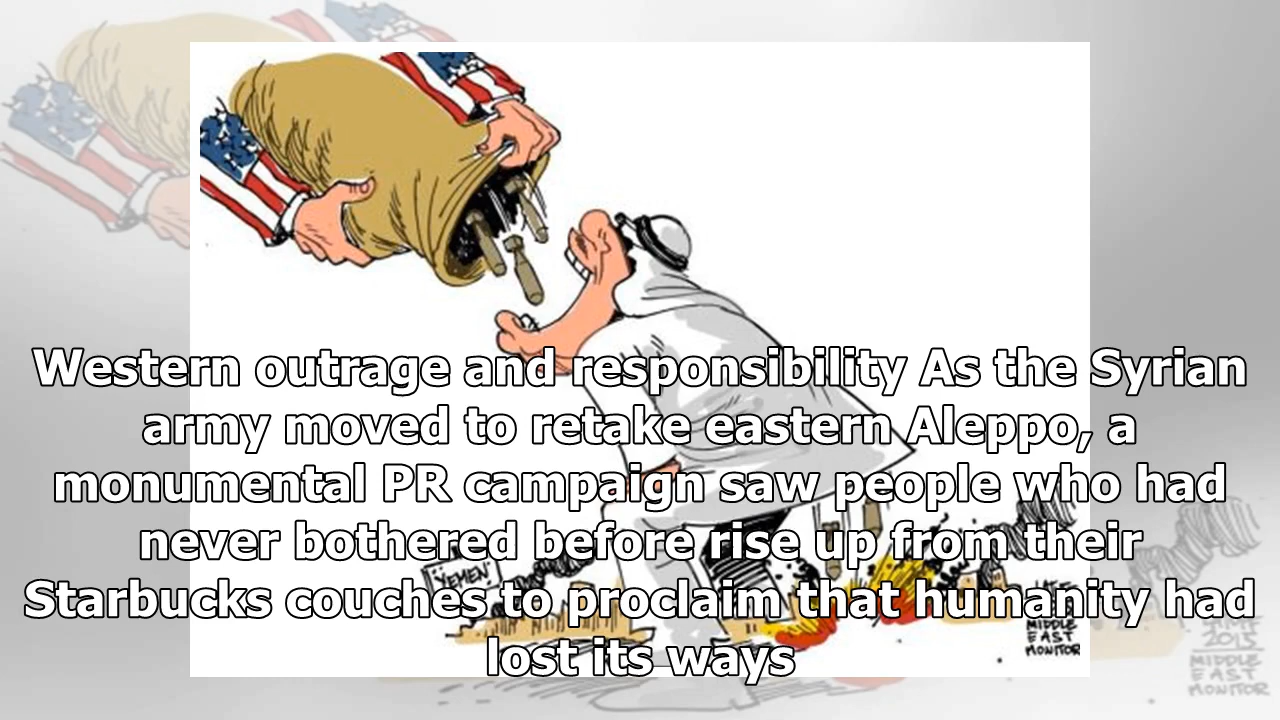 Western outrage and responsibility As the Syrian
army moved to retake eastern Aleppo, a
monumental PR campaign saw people who had
never bothered before rise up from their
"YEMEN"
Starbucks couches to proclaim that humanity had
lost its ways
MIDDLE
EAST
MONITOR
2015
MIDDLE
EAST
MONITOR